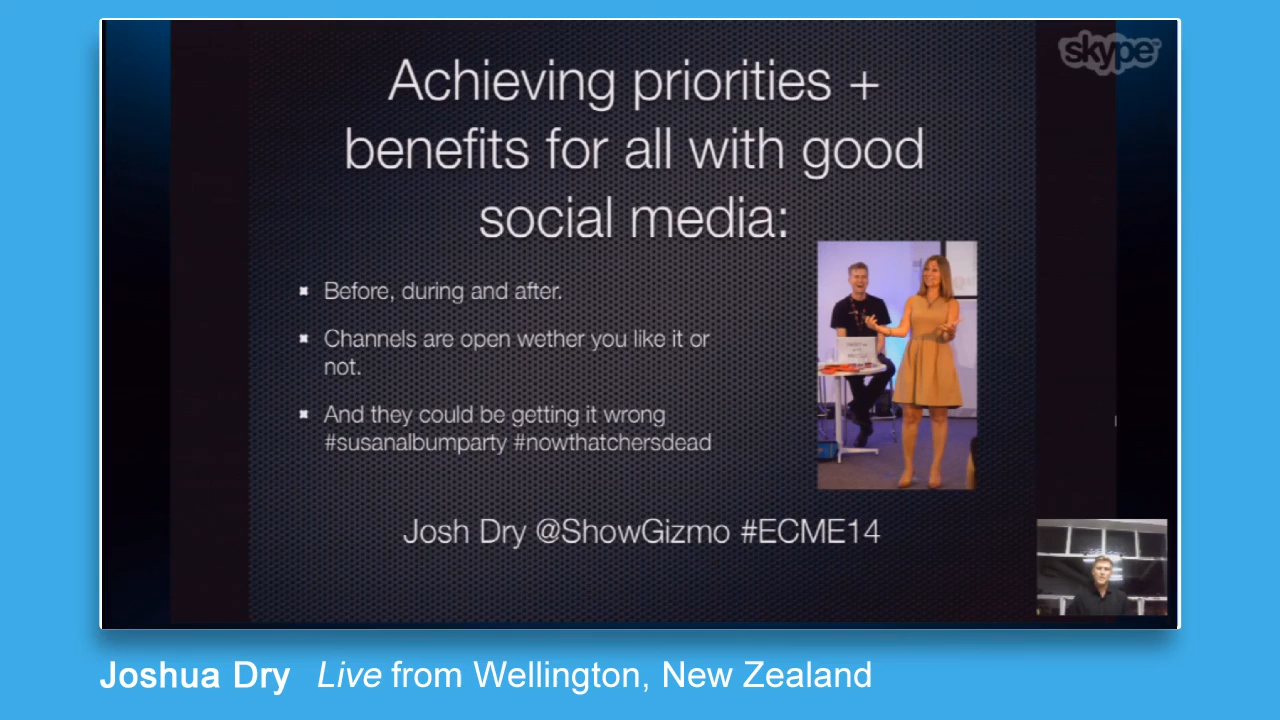 skype
Achieving priorities +
benefits for all with good
social media:
Before, during and after.
Channels are open wether you like it or
not.
And they could be getting it wrong
#susanalbumparty #nowthatchersdead
Josh Dry @ShowGizmo #ECME14
Joshua Dry Live from Wellington, New Zealand